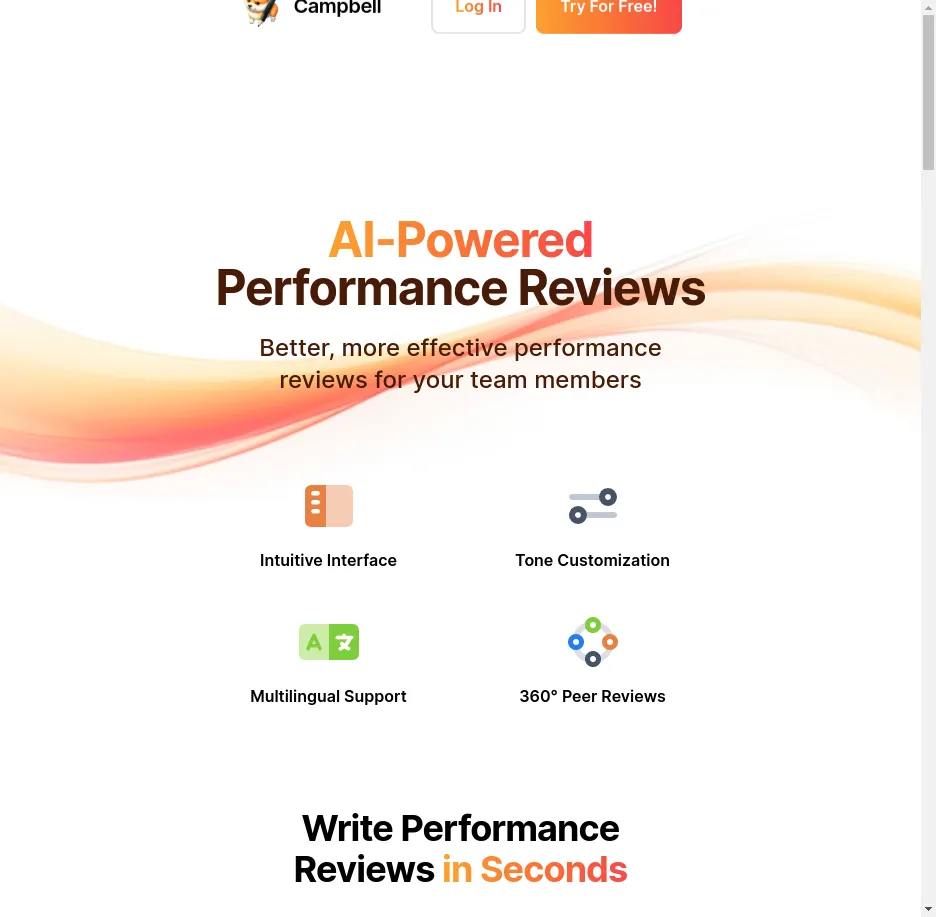 Campbell
Log In
Try For Free!
AI-Powered
Performance Reviews
Better, more effective performance
reviews for your team members
Intuitive Interface
Tone Customization
Multilingual Support
360° Peer Reviews
Write Performance
Reviews in Seconds